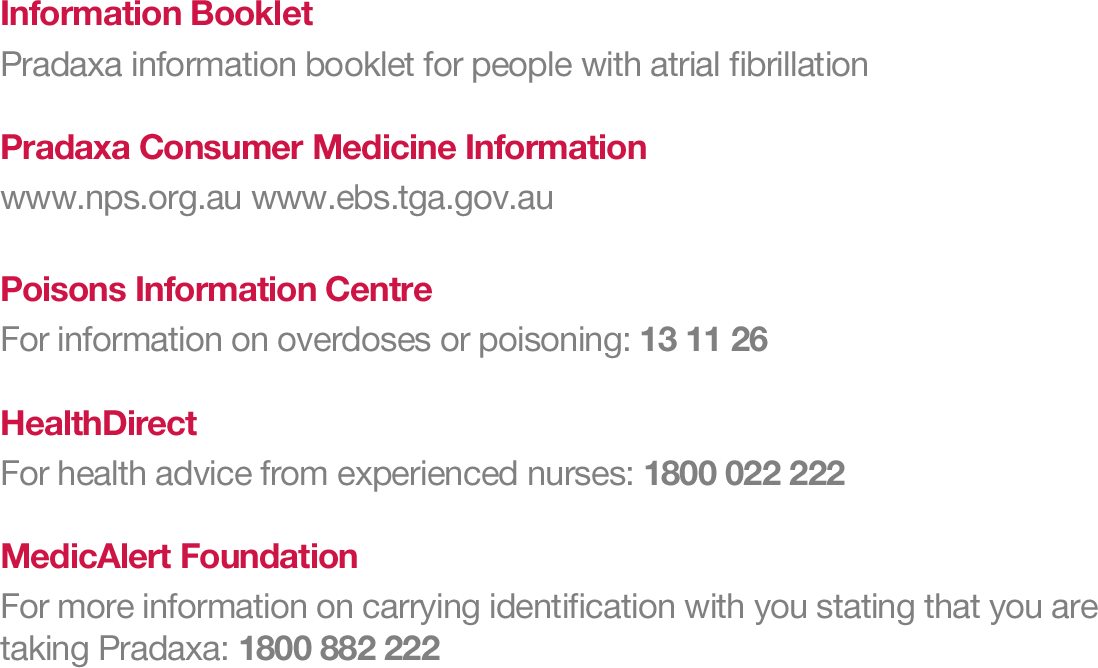 Information Booklet
Pradaxa information booklet for people with atrial fibrillation
Pradaxa Consumer Medicine Information
www.nps.org.au www.ebs.tga.gov.au
Poisons Information Centre
For information on overdoses or poisoning: 13 11 26
HealthDirect
For health advice from experienced nurses: 1800 022 222
MedicAlert Foundation
For more information on carrying identification with you stating that you are
taking Pradaxa: 1800 882 222